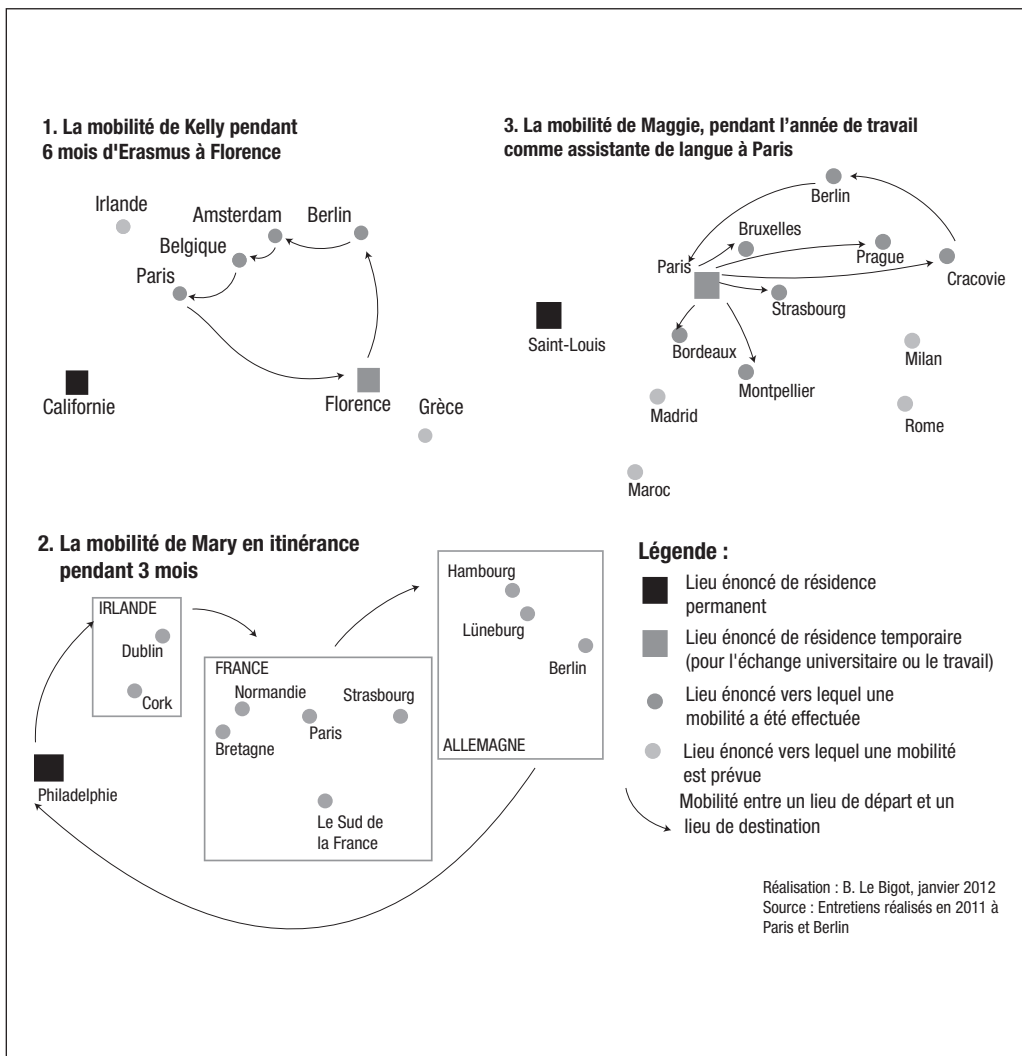 1. La mobilité de Kelly pendant
6 mois d'Erasmus à Florence
Irlande
Amsterdam
Berlin
Belgique
Paris
Californie
Florence
Grèce
3. La mobilité de Maggie, pendant l'année de travail
comme assistante de langue à Paris
Berlin
Bruxelles
Prague
Paris
Cracovie
Strasbourg
Saint-Louis
Bordeaux
Milan
Montpellier
Madrid
Rome
Maroc
2. La mobilité de Mary en itinérance
pendant 3 mois
IRLANDE
Dublin
Cork
FRANCE
Normandie
Strasbourg
Paris
Bretagne
Le Sud de
la France
Hambourg
Lüneburg
Berlin
ALLEMAGNE
Philadelphie
Légende :
Lieu énoncé de résidence
permanent
Lieu énoncé de résidence temporaire
(pour l'échange universitaire ou le travail)
Lieu énoncé vers lequel une
mobilité a été effectuée
Lieu énoncé vers lequel une mobilité
est prévue
Mobilité entre un lieu de départ et un
lieu de destination
Réalisation : B. Le Bigot, janvier 2012
Source : Entretiens réalisés en 2011 à
Paris et Berlin